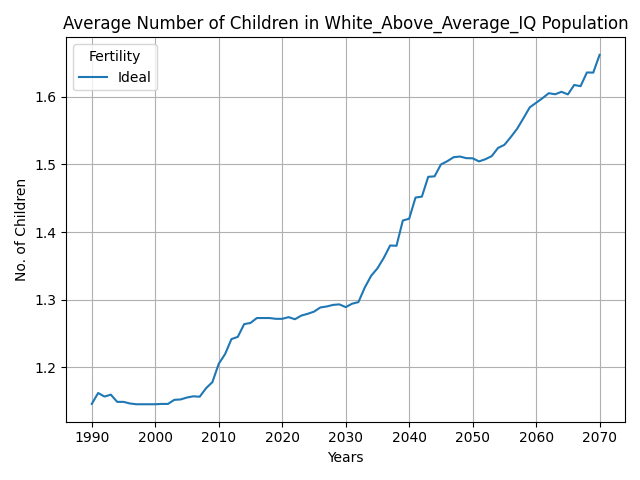 Average Number of Children in White_Above_Average_IQ Population
Fertility
Ideal
No. of Children
1.6
1.5
1.4
1.3
1.2
1990 2000 2010 2020 2030 2040 2050 2060 2070
Years